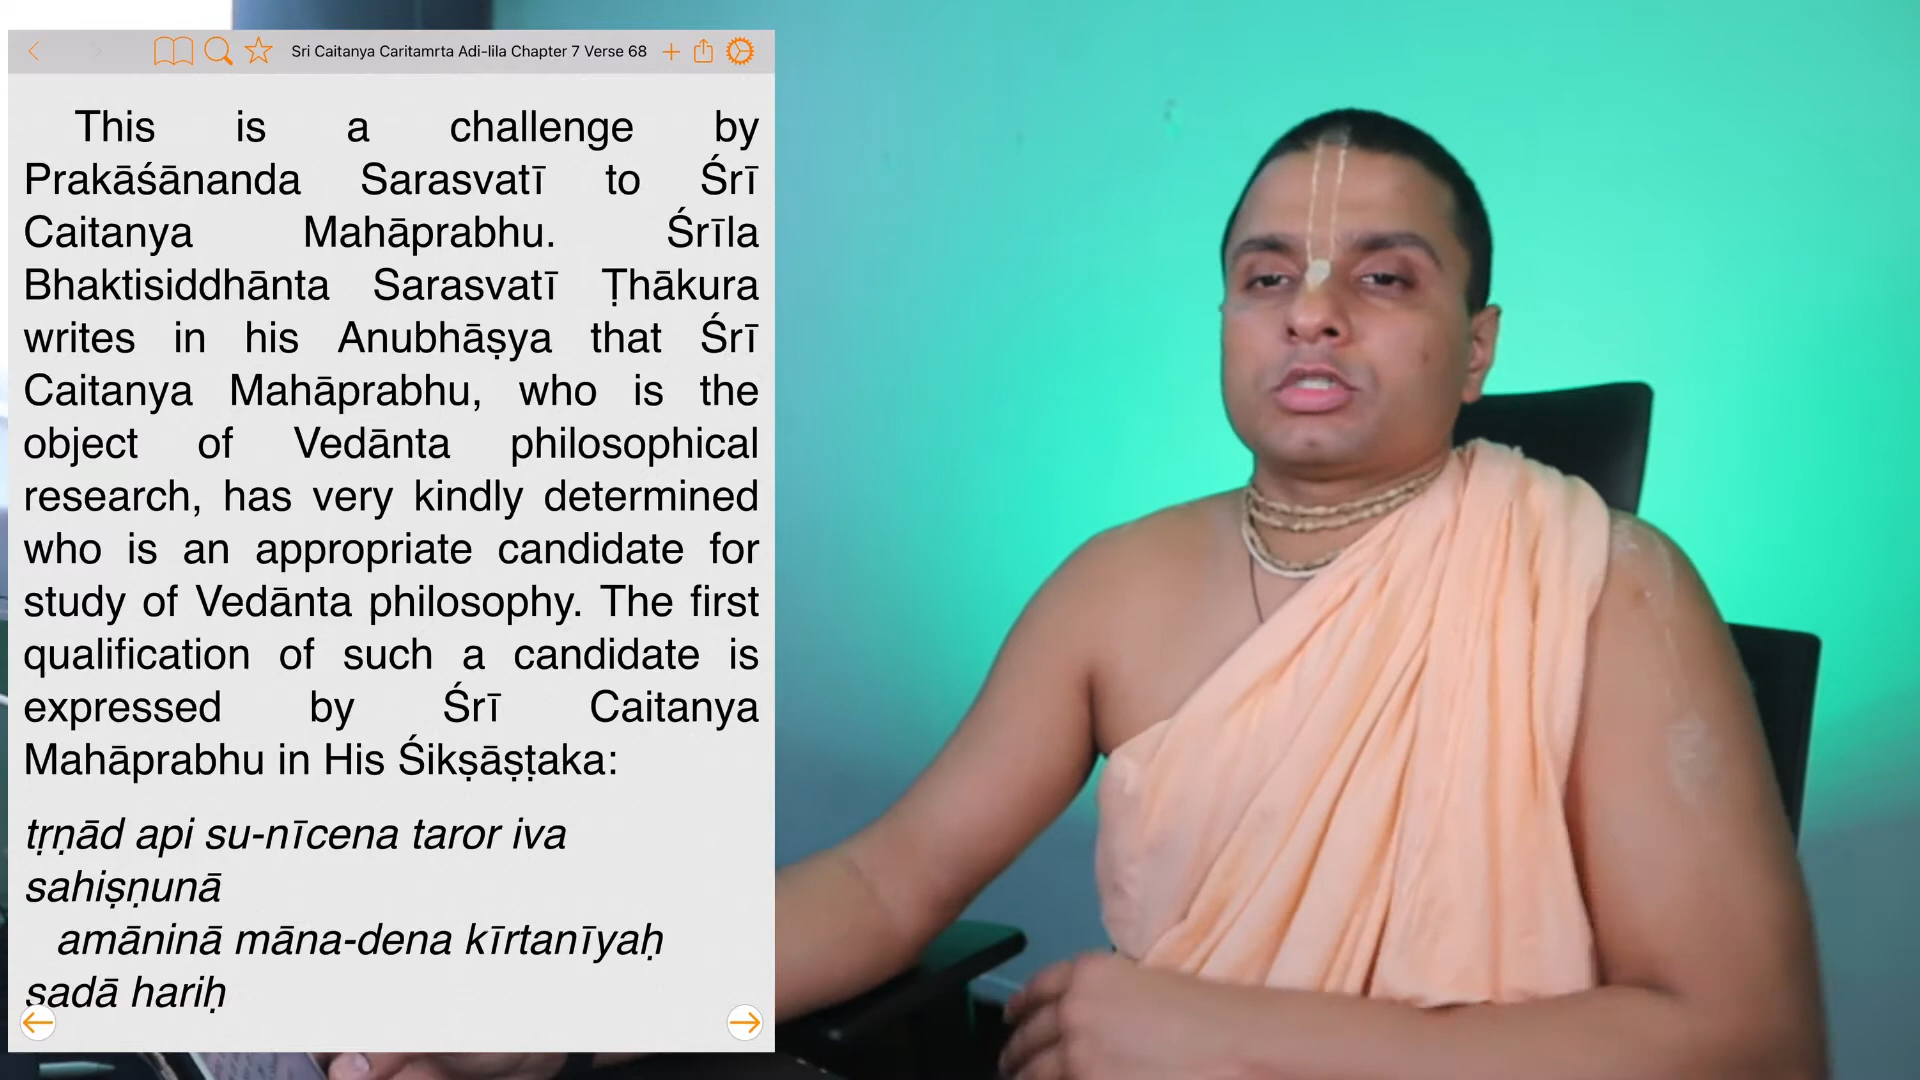 Sri Caitanya Caritamrta Adi-lila Chapter 7 Verse 68
This is a challenge by
Prakāśānanda Sarasvatī to Śrī
Caitanya Mahāprabhu. Śrīla
Bhaktisiddhānta Sarasvatī Ṭhākura
writes in his Anubhāṣya that Śrī
Caitanya Mahāprabhu, who is the
object of Vedānta philosophical
research, has very kindly determined
who is an appropriate candidate for
study of Vedānta philosophy. The first
qualification of such a candidate is
expressed by Śrī Caitanya
Mahāprabhu in His Śikṣāṣṭaka:
tṛṇād api su-nīcena taror iva
sahiṣṇunā
amāninā māna-dena kīrtanīyaḥ
sadā hariḥ